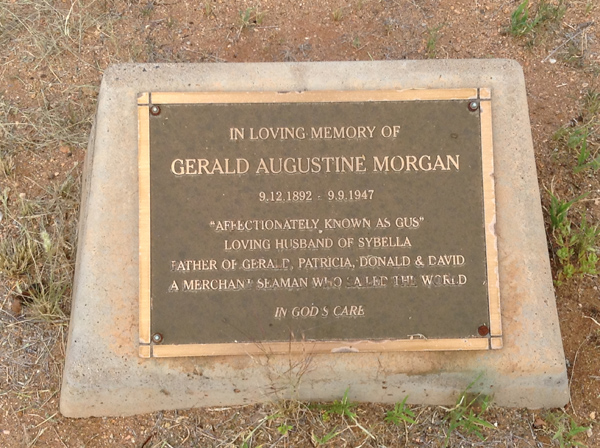 IN LOVING MEMORY OF
GERALD AUGUSTINE MORGAN
9.12.1892 - 9.9.1947
"AFFECTIONATELY KNOWN AS GUS"
LOVING HUSBAND OF SYBELLA
FATHER OF GERALD, PATRICIA, DONALD & DAVID
A MERCHANT SEAMAN WHO SAILED THE WORLD
IN GOD'S CARE